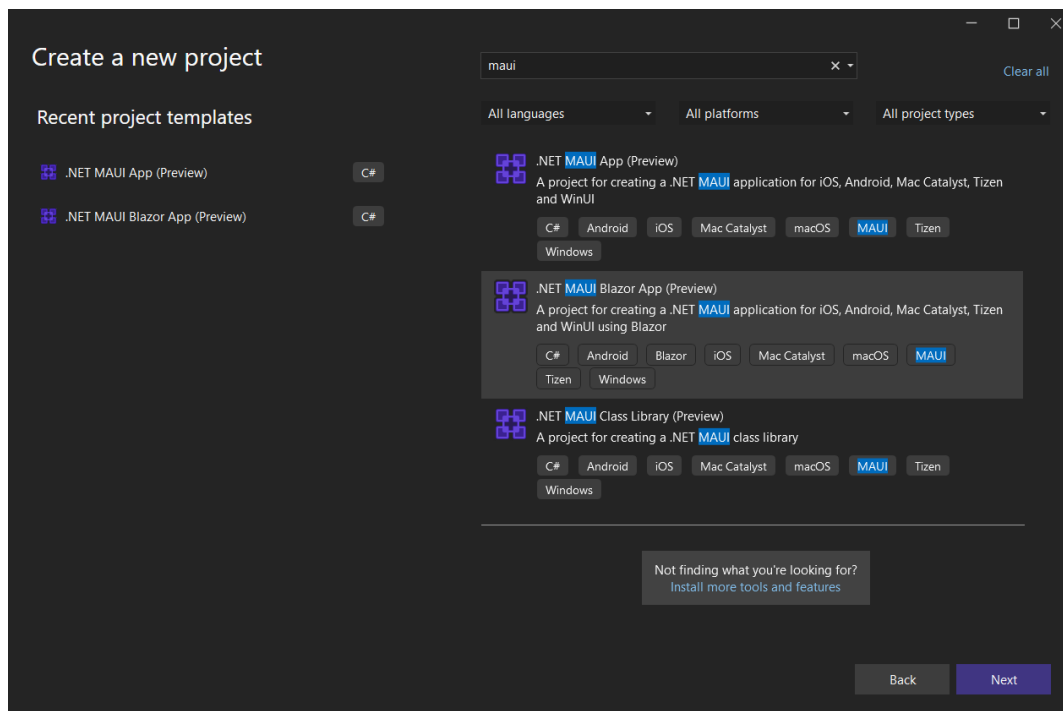 Create a new project
maui
Clear all
Recent project templates
All languages
All platforms
All project types
.NET MAUI App (Preview)
C#
.NET MAUI Blazor App (Preview)
C#
.NET MAUI App (Preview)
A project for creating a .NET MAUI application for iOS, Android, Mac Catalyst, Tizen
and WinUI
C# Android iOS Mac Catalyst macOS MAUI Tizen
Windows
.NET MAUI Blazor App (Preview)
A project for creating a .NET MAUI application for iOS, Android, Mac Catalyst, Tizen
and WinUI using Blazor
C# Android Blazor iOS Mac Catalyst macOS MAUI
Tizen Windows
.NET MAUI Class Library (Preview)
A project for creating a .NET MAUI class library
C# Android iOS Mac Catalyst macOS MAUI Tizen
Windows
Not finding what you're looking for?
Install more tools and features
Back
Next